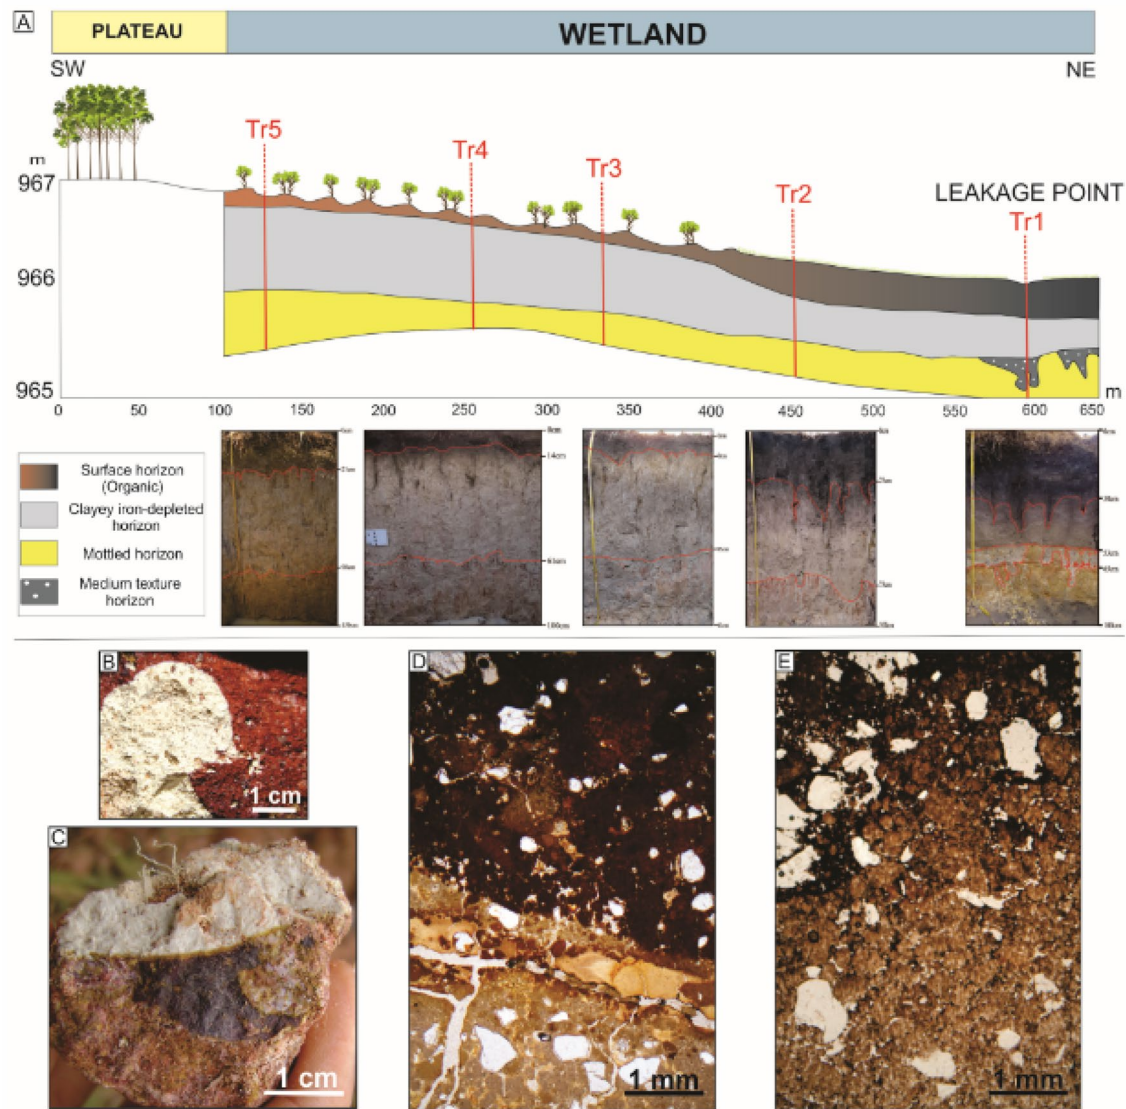 A
PLATEAU
WETLAND
SW
NE
Tr5
Tr4
Tr3
Tr2
LEAKAGE POINT
Tr1
m
967
966
965
m
0 50 100 150 200 250 300 350 400 450 500 550 600 650
Surface horizon
(Organic)
Clayey iron-depleted
horizon
Mottled horizon
Medium texture
horizon
14cm
100cm
B
1 cm
C
1 cm
D
1 mm
E
1 mm